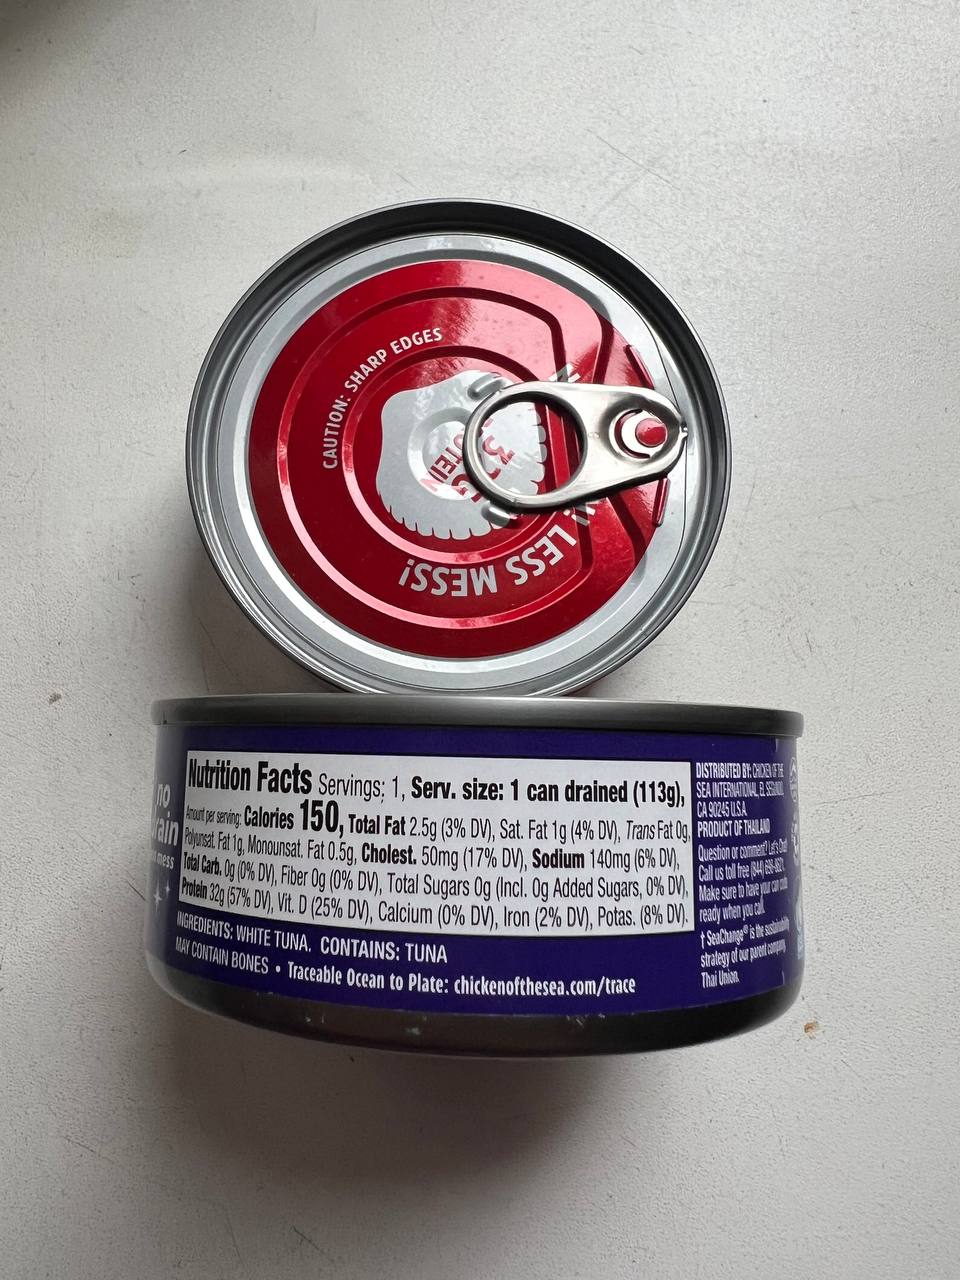 CAUTION: SHARP EDGES
LESS MESS!
Nutrition Facts Servings: 1, Serv. size: 1 can drained (113g),
Amount per serving: Calories 150, Total Fat 2.5g (3% DV), Sat. Fat 1g (4% DV), Trans Fat 0g,
Polyunsat. Fat 1g, Monounsat. Fat 0.5g, Cholest. 50mg (17% DV), Sodium 140mg (6% DV),
Total Carb. 0g (0% DV), Fiber 0g (0% DV), Total Sugars 0g (Incl. 0g Added Sugars, 0% DV),
Protein 32g (57% DV), Vit. D (25% DV), Calcium (0% DV), Iron (2% DV), Potas. (8% DV).
INGREDIENTS: WHITE TUNA. CONTAINS: TUNA
MAY CONTAIN BONES • Traceable Ocean to Plate: chickenofthesea.com/trace
no
mess
DISTRIBUTED BY: CHICKEN OF THE
SEA INTERNATIONAL, EL SEGUNDO,
CA 90245 U.S.A.
PRODUCT OF THAILAND
Question or comment? Let's Chat!
Call us toll free (844)
Make sure to have your can code
ready when you call.
† SeaChange® is the sustainability
strategy of our parent company,
Thai Union.